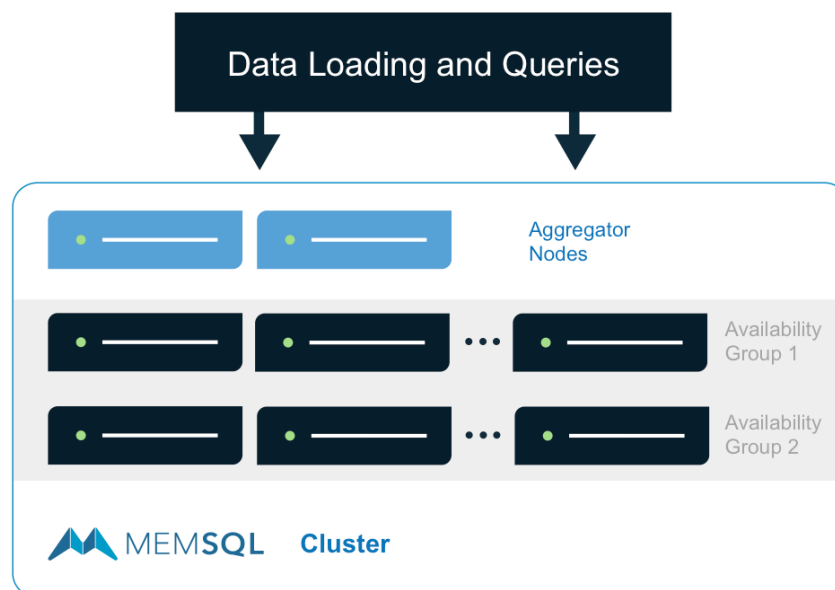 Data Loading and Queries
Aggregator
Nodes
Availability
Group 1
Availability
Group 2
MEMSQL Cluster